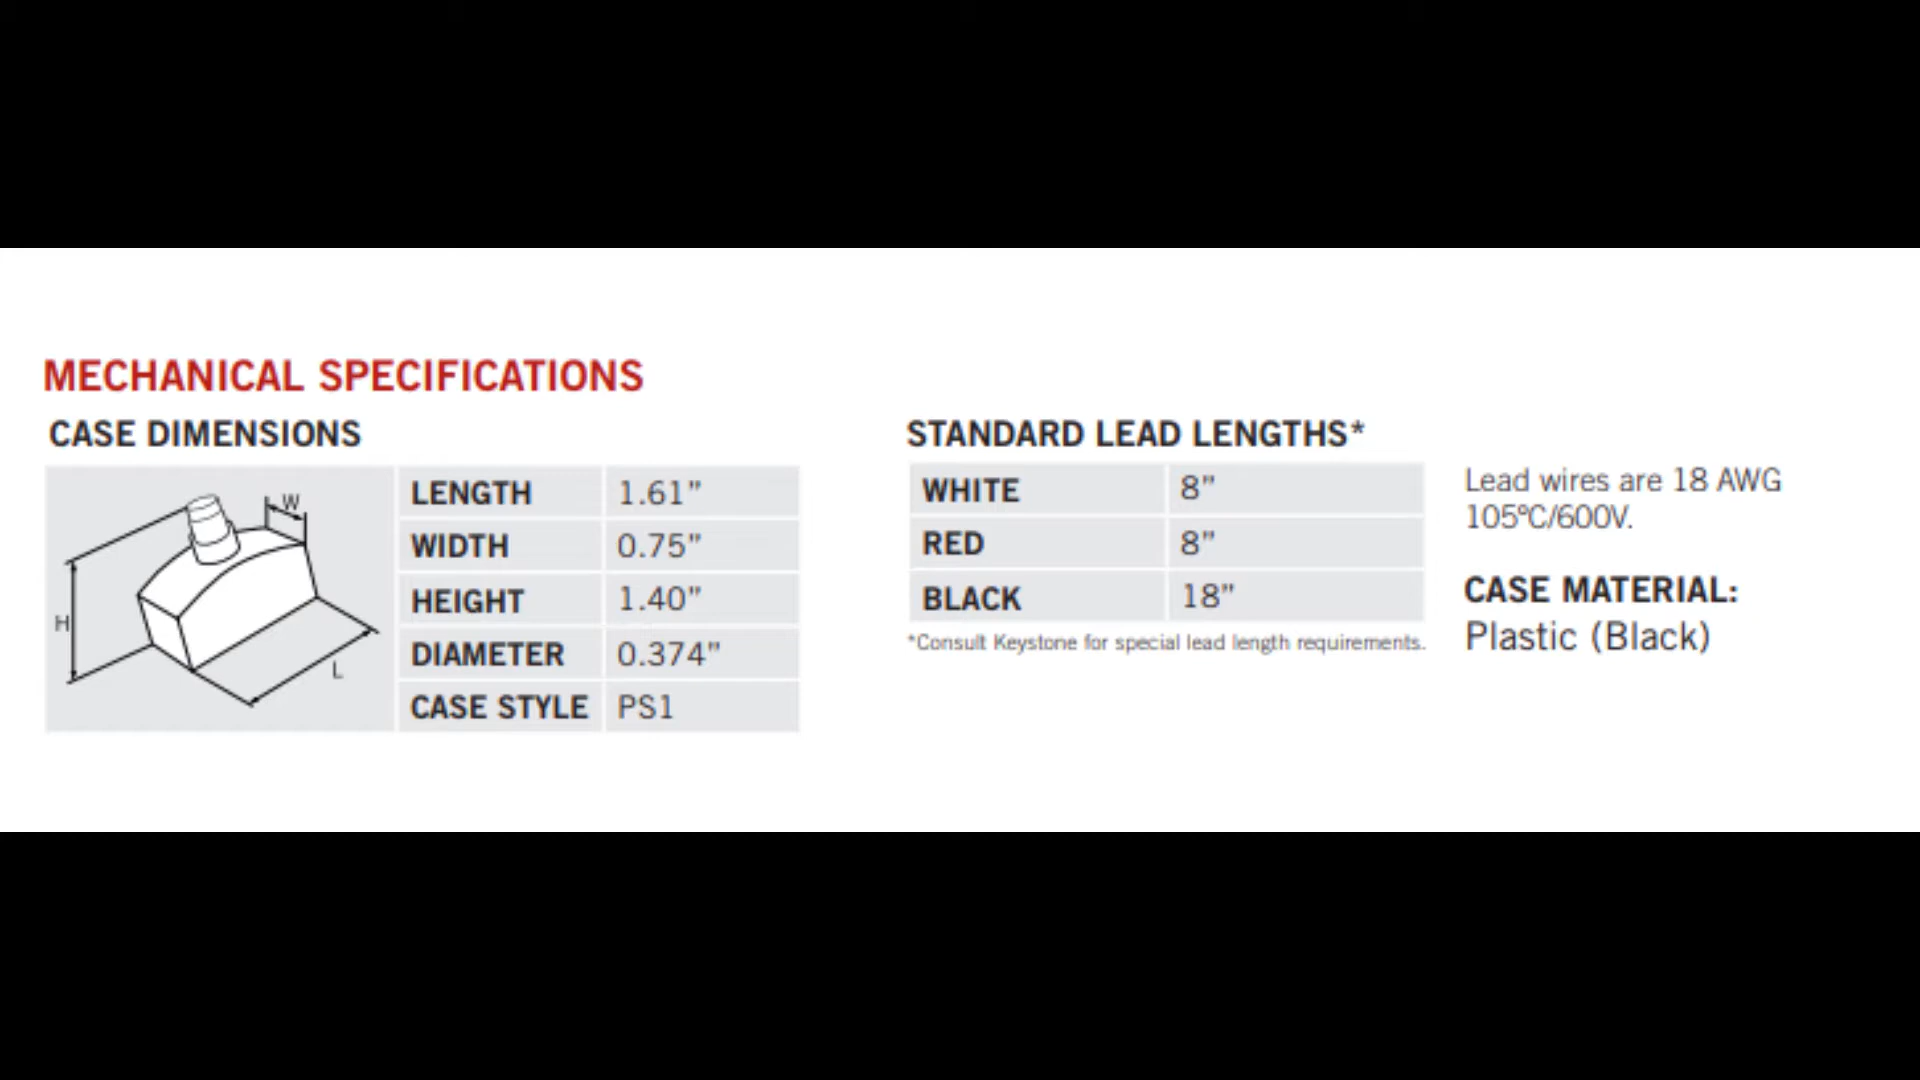 MECHANICAL SPECIFICATIONS
CASE DIMENSIONS
H
W
L
LENGTH 1.61”
WIDTH 0.75”
HEIGHT 1.40”
DIAMETER 0.374”
CASE STYLE PS1
STANDARD LEAD LENGTHS*
WHITE 8”
RED 8”
BLACK 18”
*Consult Keystone for special lead length requirements.
Lead wires are 18 AWG
105ºC/600V.
CASE MATERIAL:
Plastic (Black)